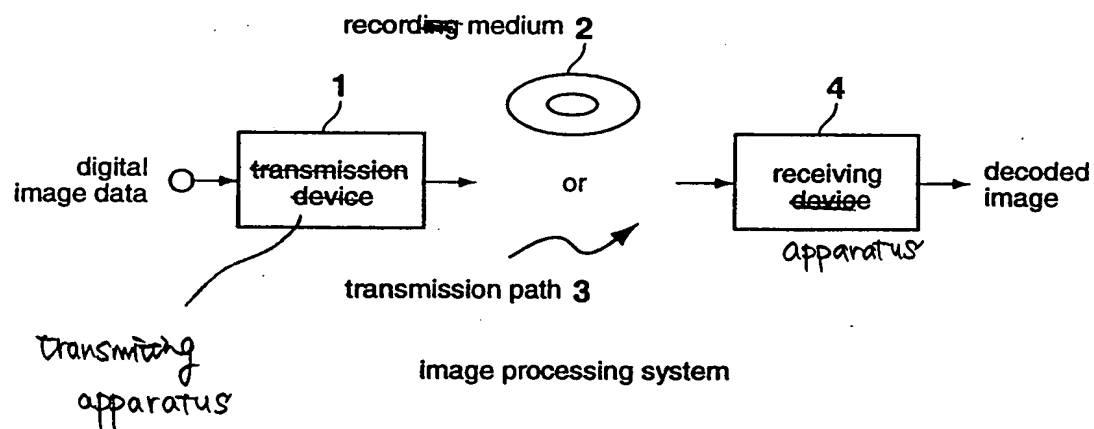 recording medium 2
1
4
digital
image data
transmission
device
or
receiving
device
decoded
image
apparatus
transmission path 3
transmitting
apparatus
image processing system